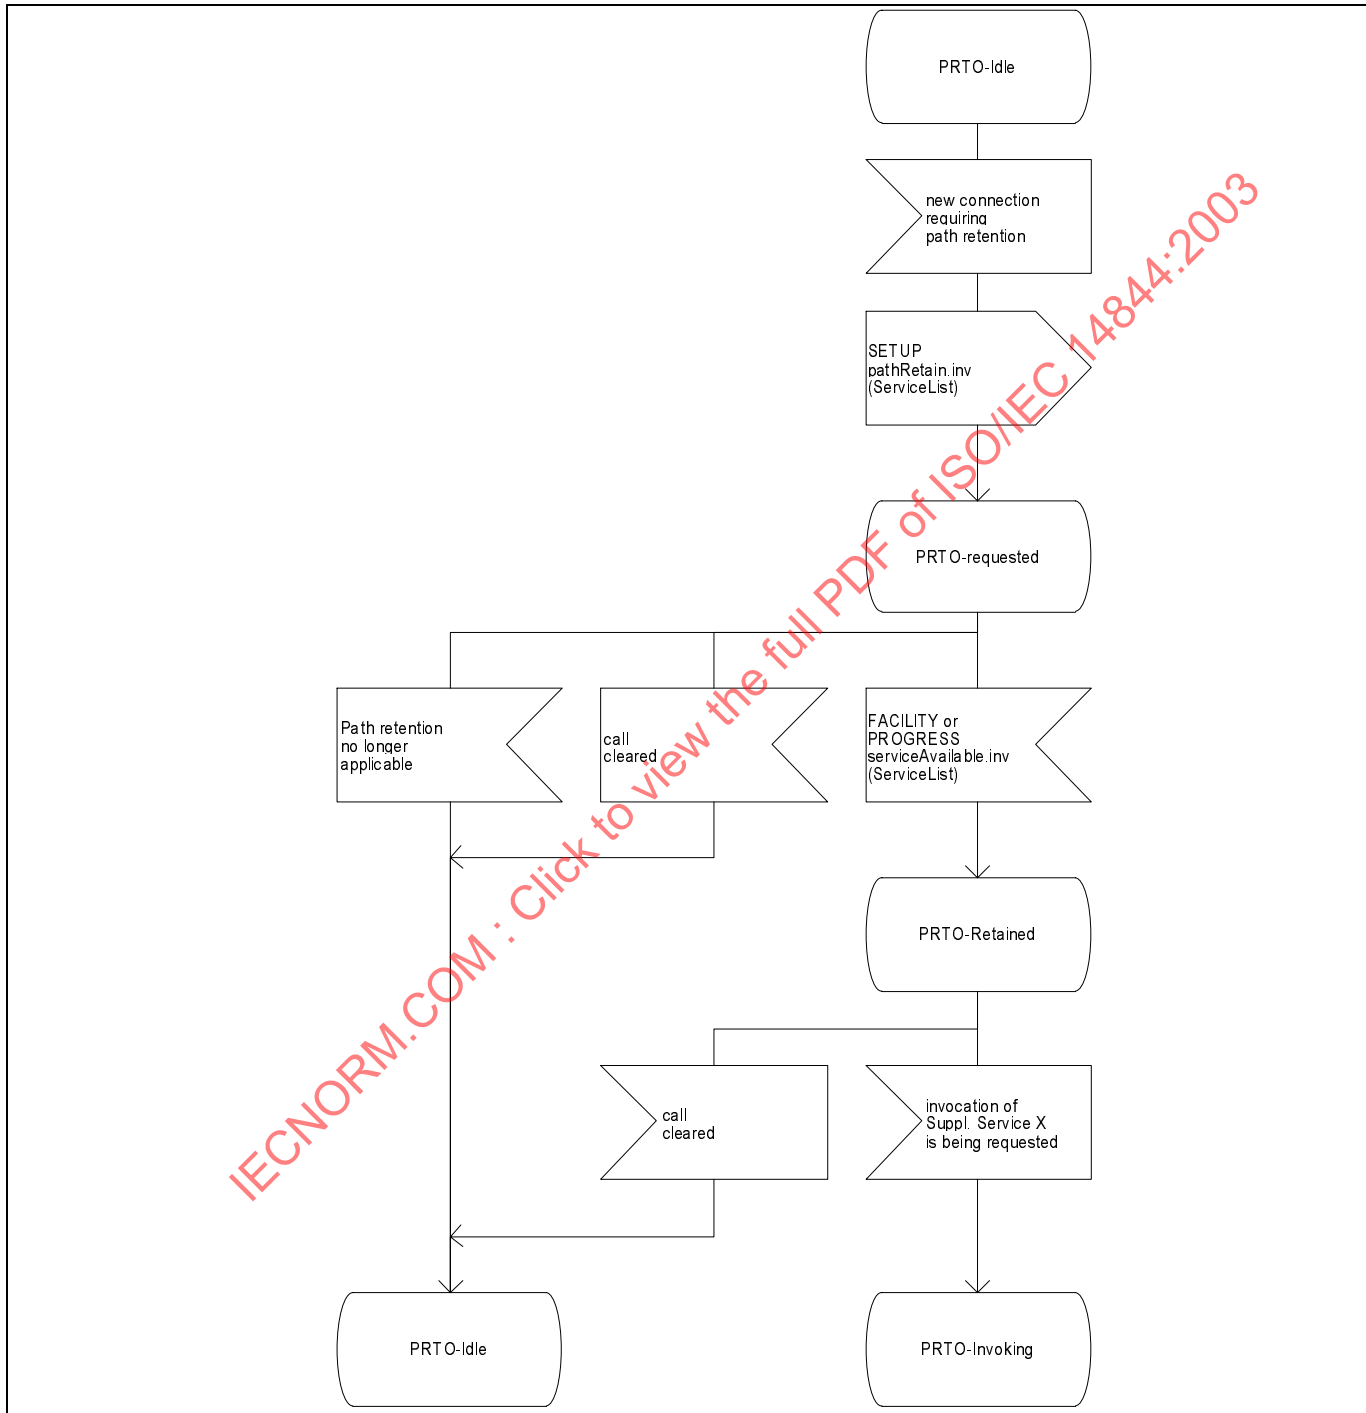 PRTO-Idle
new connection
requiring
path retention
SETUP
pathRetain.inv
(ServiceList)
PRTO-requested
Path retention
no longer
applicable
call
cleared
FACILITY or
PROGRESS
serviceAvailable.inv
(ServiceList)
PRTO-Retained
call
cleared
invocation of
Suppl. Service X
is being requested
PRTO-Idle
PRTO-Invoking
IECNORM.COM : Click to view the full PDF of ISO/IEC 14844:2003